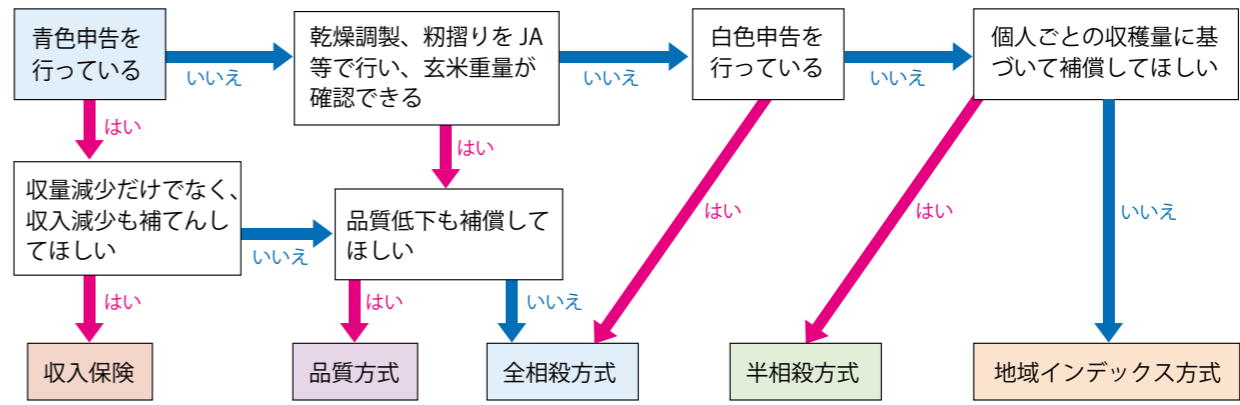 青色申告を
行っている
いいえ
乾燥調製、籾摺りを JA
等で行い、玄米重量が
確認できる
いいえ
白色申告を
行っている
いいえ
個人ごとの収穫量に基
づいて補償してほしい
はい
はい
収量減少だけでなく、
収入減少も補てんし
てほしい
いいえ
品質低下も補償して
ほしい
はい
はい
いいえ
はい
はい
いいえ
収入保険
品質方式
全相殺方式
半相殺方式
地域インデックス方式